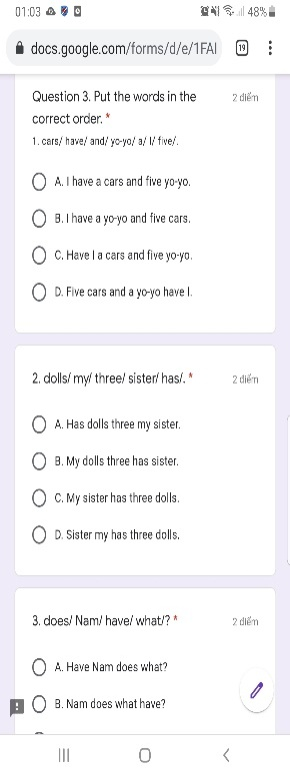 01:03 48%
docs.google.com/forms/d/e/1FAI 19
Question 3. Put the words in the 2 điểm
correct order. *
1. cars/ have/ and/ yo-yo/ a/ I/ five/.
A. I have a cars and five yo-yo.
B. I have a yo-yo and five cars.
C. Have I a cars and five yo-yo.
D. Five cars and a yo-yo have I.
2. dolls/ my/ three/ sister/ has/. * 2 điểm
A. Has dolls three my sister.
B. My dolls three has sister.
C. My sister has three dolls.
D. Sister my has three dolls.
3. does/ Nam/ have/ what/? * 2 điểm
A. Have Nam does what?
B. Nam does what have?